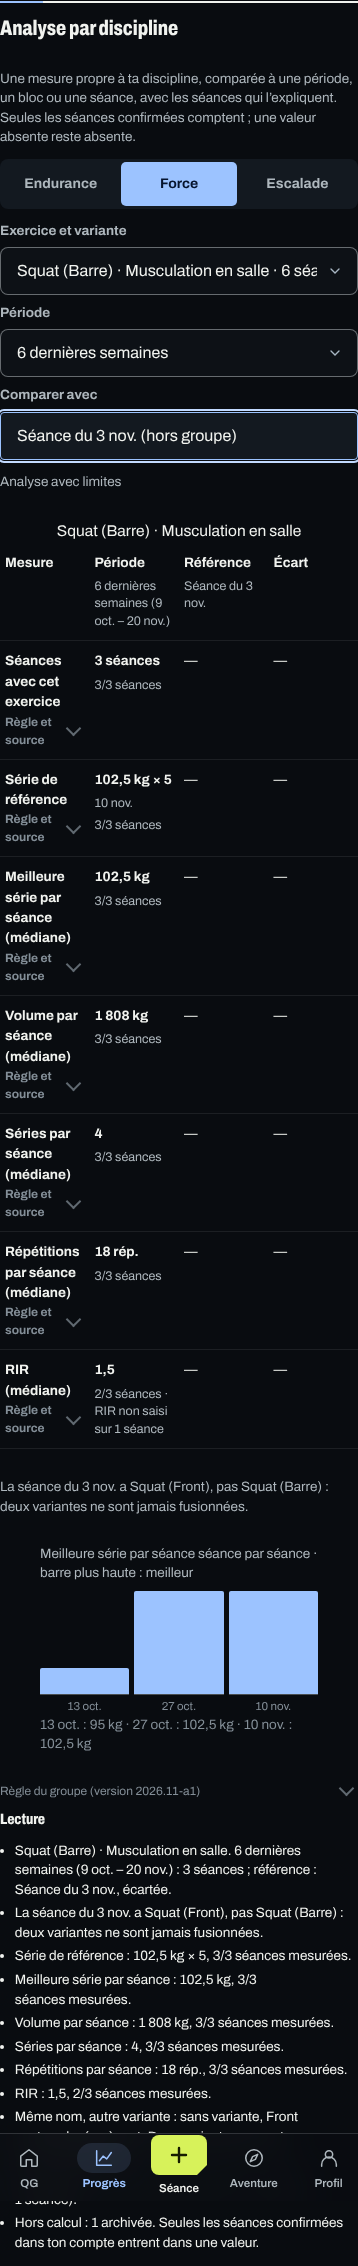 Analyse par discipline
Une mesure propre à ta discipline, comparée à une période,
un bloc ou une séance, avec les séances qui l'expliquent.
Seules les séances confirmées comptent ; une valeur
absente reste absente.
Endurance Force Escalade
Exercice et variante
Squat (Barre) · Musculation en salle · 6 séa
Période
6 dernières semaines
Comparer avec
Séance du 3 nov. (hors groupe)
Analyse avec limites
Squat (Barre) · Musculation en salle
Mesure Période Référence Écart
6 dernières Séance du 3
semaines (9 nov.
oct. – 20 nov.)
Séances 3 séances — —
avec cet 3/3 séances
exercice
Règle et
source
Série de 102,5 kg × 5 — —
référence 10 nov.
Règle et 3/3 séances
source
Meilleure 102,5 kg — —
série par 3/3 séances
séance
(médiane)
Règle et
source
Volume par 1 808 kg — —
séance 3/3 séances
(médiane)
Règle et
source
Séries par 4 — —
séance 3/3 séances
(médiane)
Règle et
source
Répétitions 18 rép. — —
par séance 3/3 séances
(médiane)
Règle et
source
RIR 1,5 — —
(médiane) 2/3 séances ·
Règle et RIR non saisi
source sur 1 séance
La séance du 3 nov. a Squat (Front), pas Squat (Barre) :
deux variantes ne sont jamais fusionnées.
Meilleure série par séance séance par séance ·
barre plus haute : meilleur
13 oct. 27 oct. 10 nov.
13 oct. : 95 kg · 27 oct. : 102,5 kg · 10 nov. :
102,5 kg
Règle du groupe (version 2026.11-a1)
Lecture
• Squat (Barre) · Musculation en salle. 6 dernières
semaines (9 oct. – 20 nov.) : 3 séances ; référence :
Séance du 3 nov., écartée.
• La séance du 3 nov. a Squat (Front), pas Squat (Barre) :
deux variantes ne sont jamais fusionnées.
• Série de référence : 102,5 kg × 5, 3/3 séances mesurées.
• Meilleure série par séance : 102,5 kg, 3/3
séances mesurées.
• Volume par séance : 1 808 kg, 3/3 séances mesurées.
• Séries par séance : 4, 3/3 séances mesurées.
• Répétitions par séance : 18 rép., 3/3 séances mesurées.
• RIR : 1,5, 2/3 séances mesurées.
• Même nom, autre variante : sans variante, Front
QG Progrès Séance Aventure Profil
1 séance).
• Hors calcul : 1 archivée. Seules les séances confirmées
dans ton compte entrent dans une valeur.